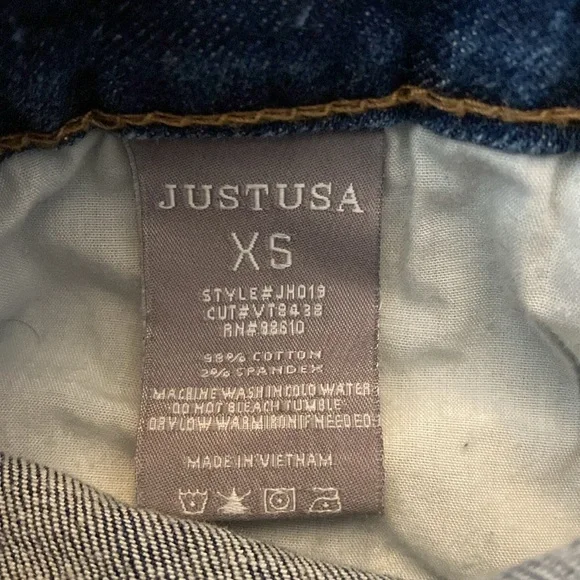 JUSTUSA
XS
STYLE#JH019
CUT#VT8438
RN#98610
98% COTTON
2% SPANDEX
MACHINE WASH IN COLD WATER
DO NOT BLEACH TUMBLE
DRY LOW WARM IRON IF NEEDED
MADE IN VIETNAM